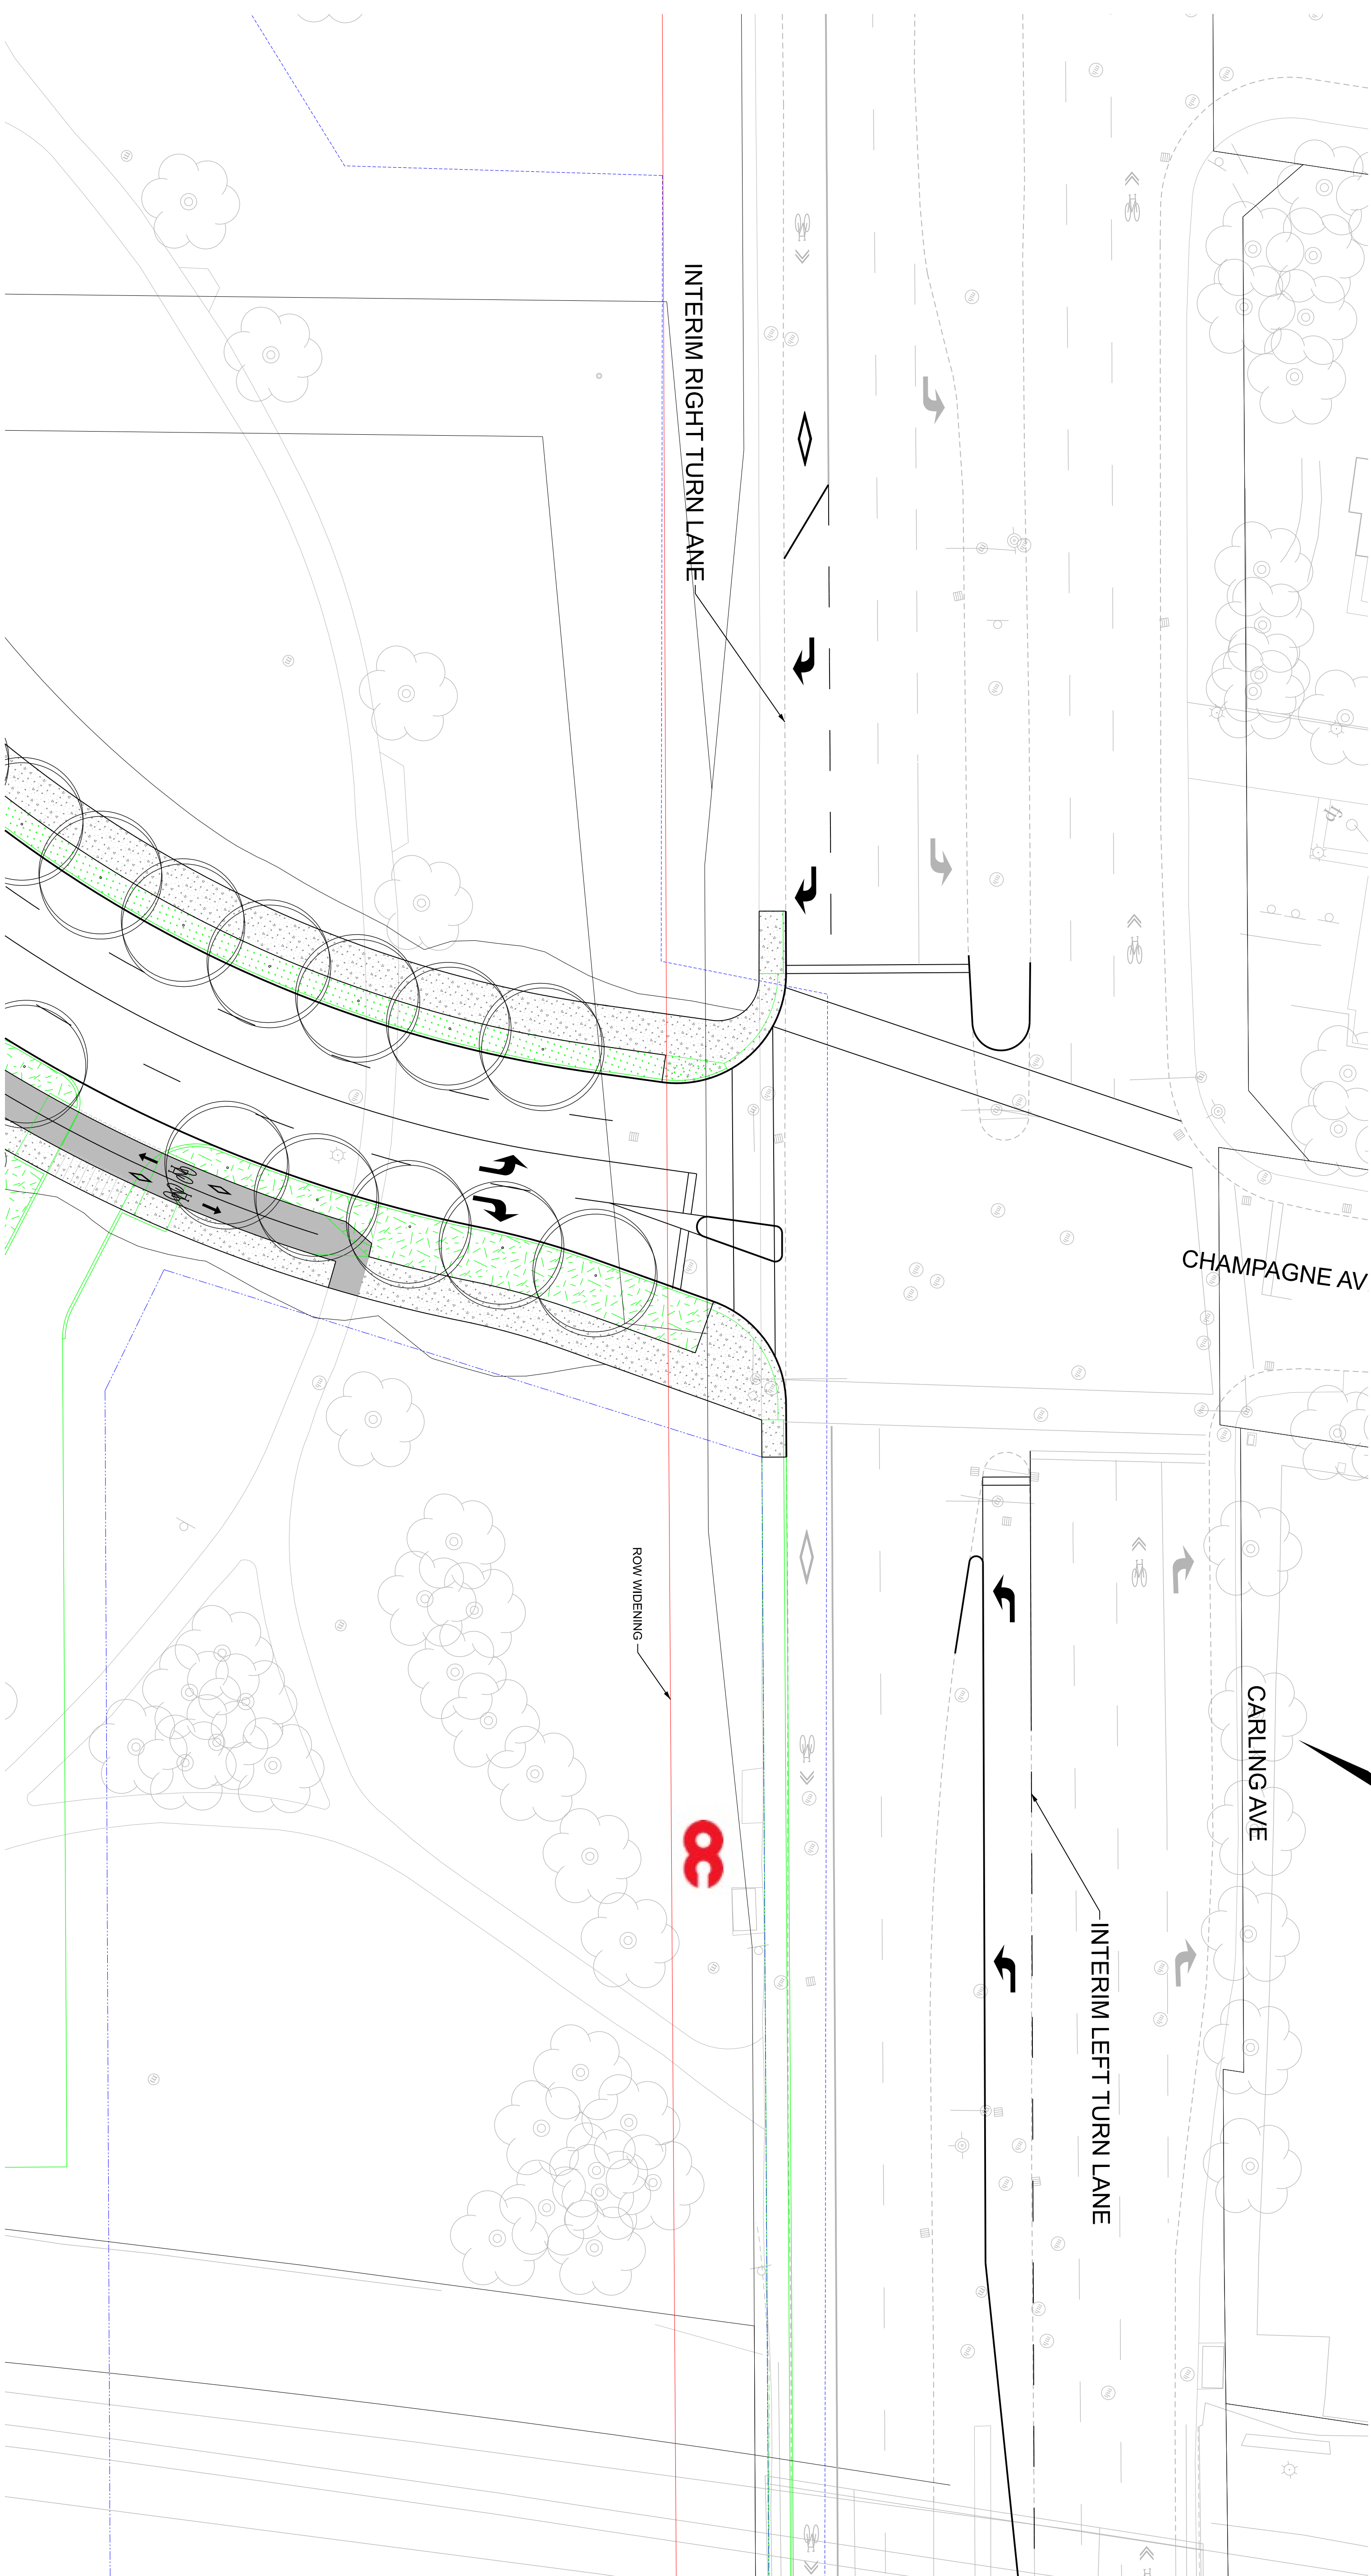 INTERIM RIGHT TURN LANE
CHAMPAGNE AV
ROW WIDENING
CARLING AVE
INTERIM LEFT TURN LANE